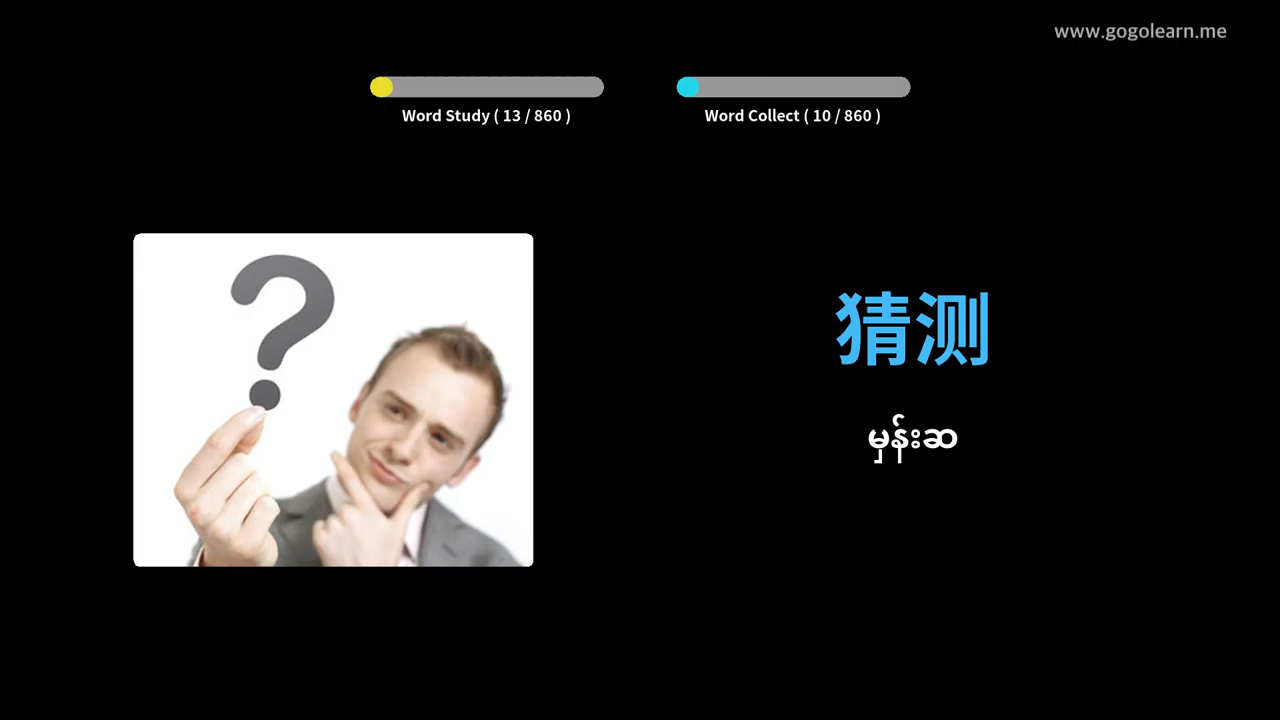 www.gogolearn.me
Word Study ( 13 / 860 )
Word Collect ( 10 / 860 )
?
猜测
မှန်းဆ